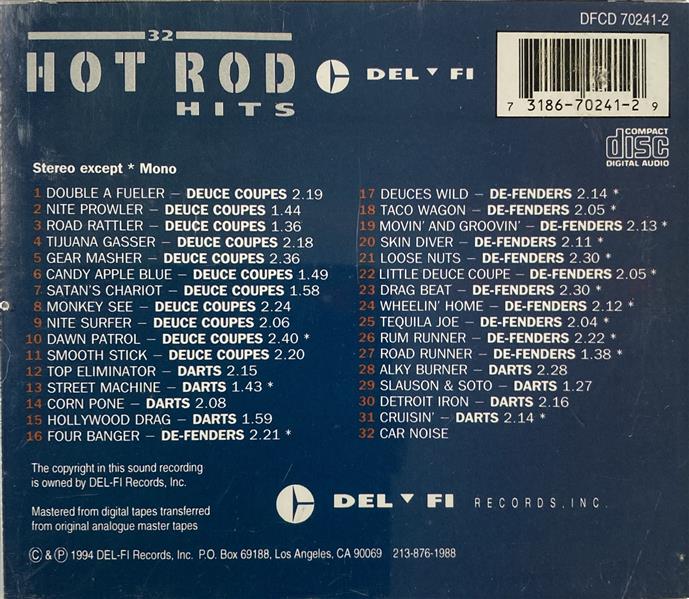 32
HOT ROD
HITS
DEL▼FI
DFCD 70241-2
7 3186-70241-2 9
COMPACT
disc
DIGITAL AUDIO
Stereo except * Mono
1 DOUBLE A FUELER – DEUCE COUPES 2.19
2 NITE PROWLER – DEUCE COUPES 1.44
3 ROAD RATTLER – DEUCE COUPES 1.36
4 TIJUANA GASSER – DEUCE COUPES 2.18
5 GEAR MASHER – DEUCE COUPES 2.36
6 CANDY APPLE BLUE – DEUCE COUPES 1.49
7 SATAN'S CHARIOT – DEUCE COUPES 1.58
8 MONKEY SEE – DEUCE COUPES 2.24
9 NITE SURFER – DEUCE COUPES 2.06
10 DAWN PATROL – DEUCE COUPES 2.40 *
11 SMOOTH STICK – DEUCE COUPES 2.20
12 TOP ELIMINATOR – DARTS 2.15
13 STREET MACHINE – DARTS 1.43 *
14 CORN PONE – DARTS 2.08
15 HOLLYWOOD DRAG – DARTS 1.59
16 FOUR BANGER – DE-FENDERS 2.21 *
17 DEUCES WILD – DE-FENDERS 2.14 *
18 TACO WAGON – DE-FENDERS 2.05 *
19 MOVIN' AND GROOVIN' – DE-FENDERS 2.13 *
20 SKIN DIVER – DE-FENDERS 2.11 *
21 LOOSE NUTS – DE-FENDERS 2.30 *
22 LITTLE DEUCE COUPE – DE-FENDERS 2.05 *
23 DRAG BEAT – DE-FENDERS 2.30 *
24 WHEELIN' HOME – DE-FENDERS 2.12 *
25 TEQUILA JOE – DE-FENDERS 2.04 *
26 RUM RUNNER – DE-FENDERS 2.22 *
27 ROAD RUNNER – DE-FENDERS 1.38 *
28 ALKY BURNER – DARTS 2.28
29 SLAUSON & SOTO – DARTS 1.27
30 DETROIT IRON – DARTS 2.16
31 CRUISIN' – DARTS 2.14 *
32 CAR NOISE
The copyright in this sound recording
is owned by DEL-FI Records, Inc.
Mastered from digital tapes transferred
from original analogue master tapes
DEL▼FI RECORDS, INC.
© & ℗ 1994 DEL-FI Records, Inc. P.O. Box 69188, Los Angeles, CA 90069 213-876-1988